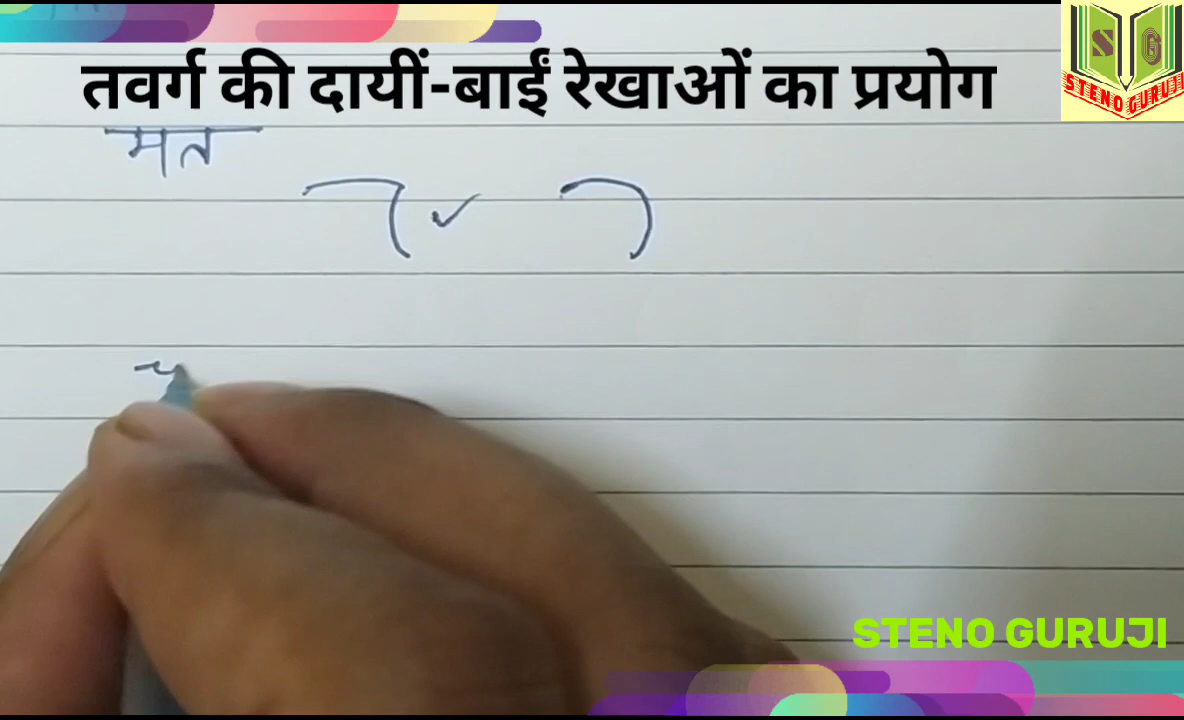 तवर्ग की दायीं-बाईं रेखाओं का प्रयोग
S G
STENO GURUJI
मत
STENO GURUJI